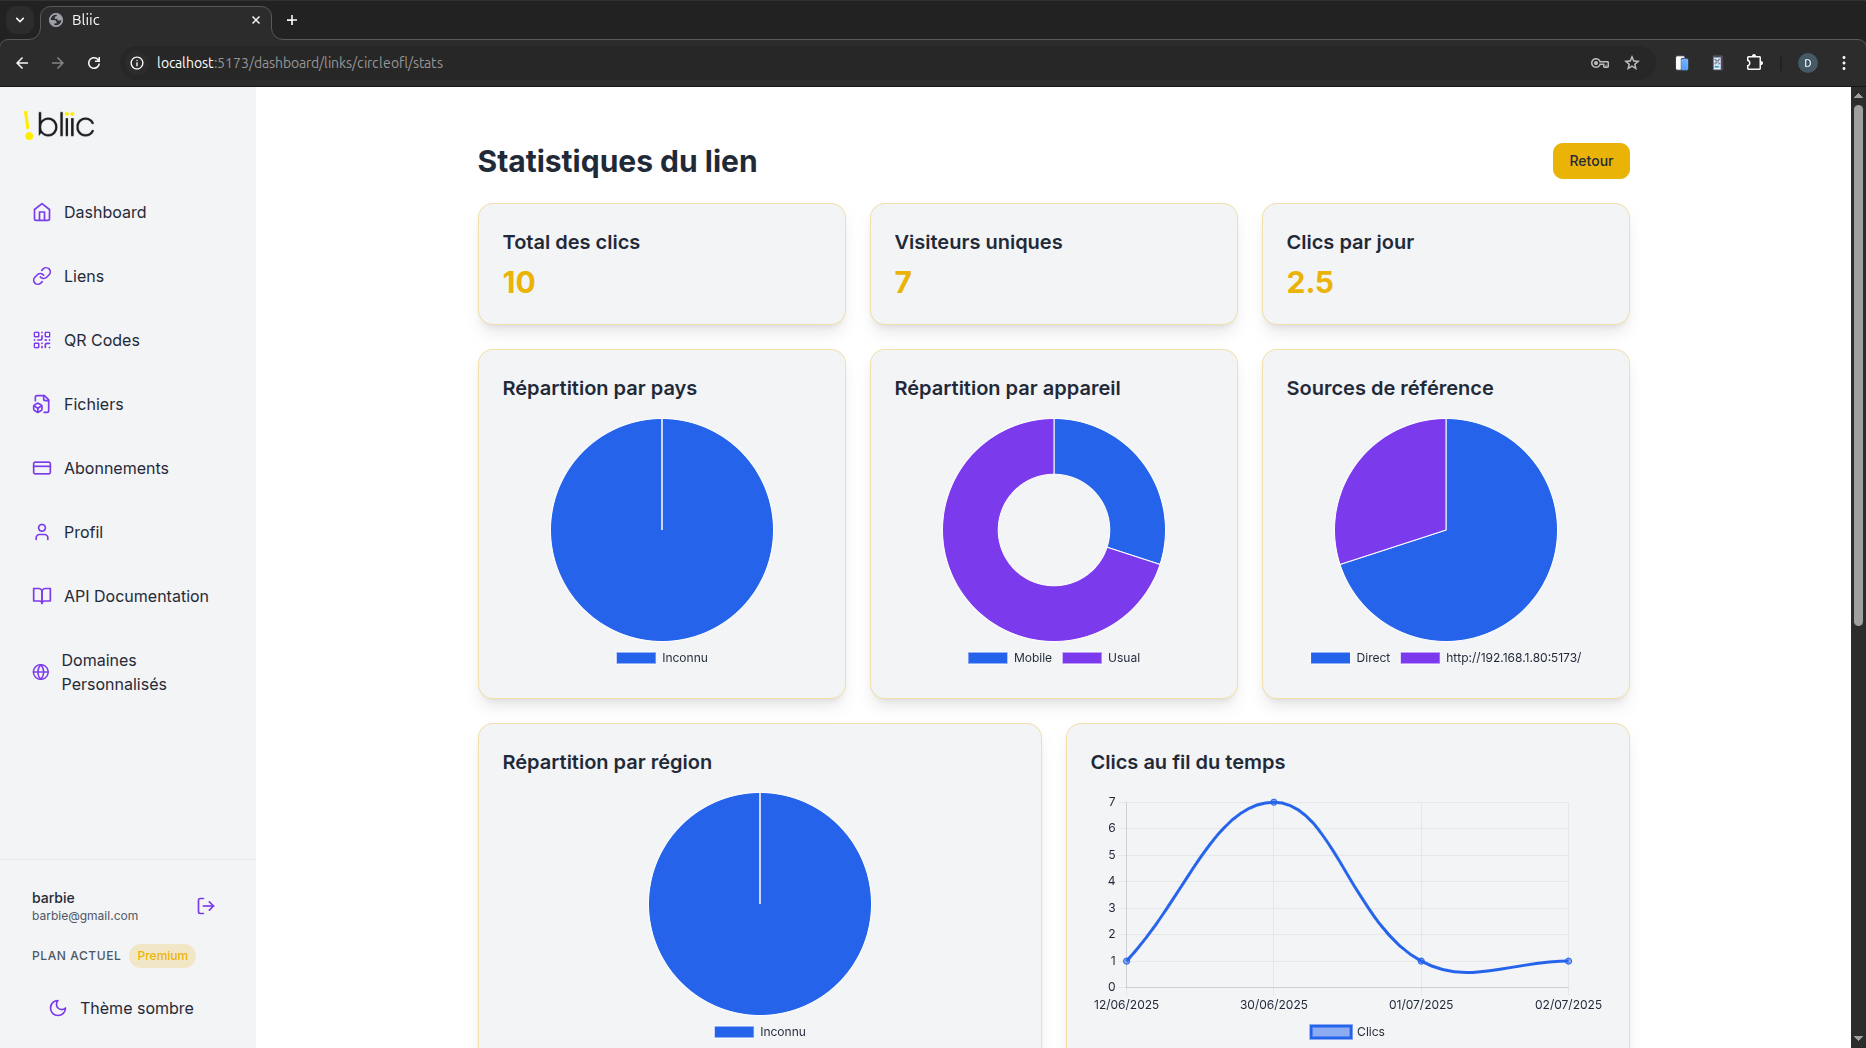 Bliic
localhost:5173/dashboard/links/circleofl/stats
D
!bliic
Dashboard
Liens
QR Codes
Fichiers
Abonnements
Profil
API Documentation
Domaines
Personnalisés
barbie
barbie@gmail.com
PLAN ACTUEL Premium
Thème sombre
Statistiques du lien
Retour
Total des clics
10
Visiteurs uniques
7
Clics par jour
2.5
Répartition par pays
Inconnu
Répartition par appareil
Mobile Usual
Sources de référence
Direct http://192.168.1.80:5173/
Répartition par région
Inconnu
Clics au fil du temps
7
6
5
4
3
2
1
0
12/06/2025 30/06/2025 01/07/2025 02/07/2025
Clics